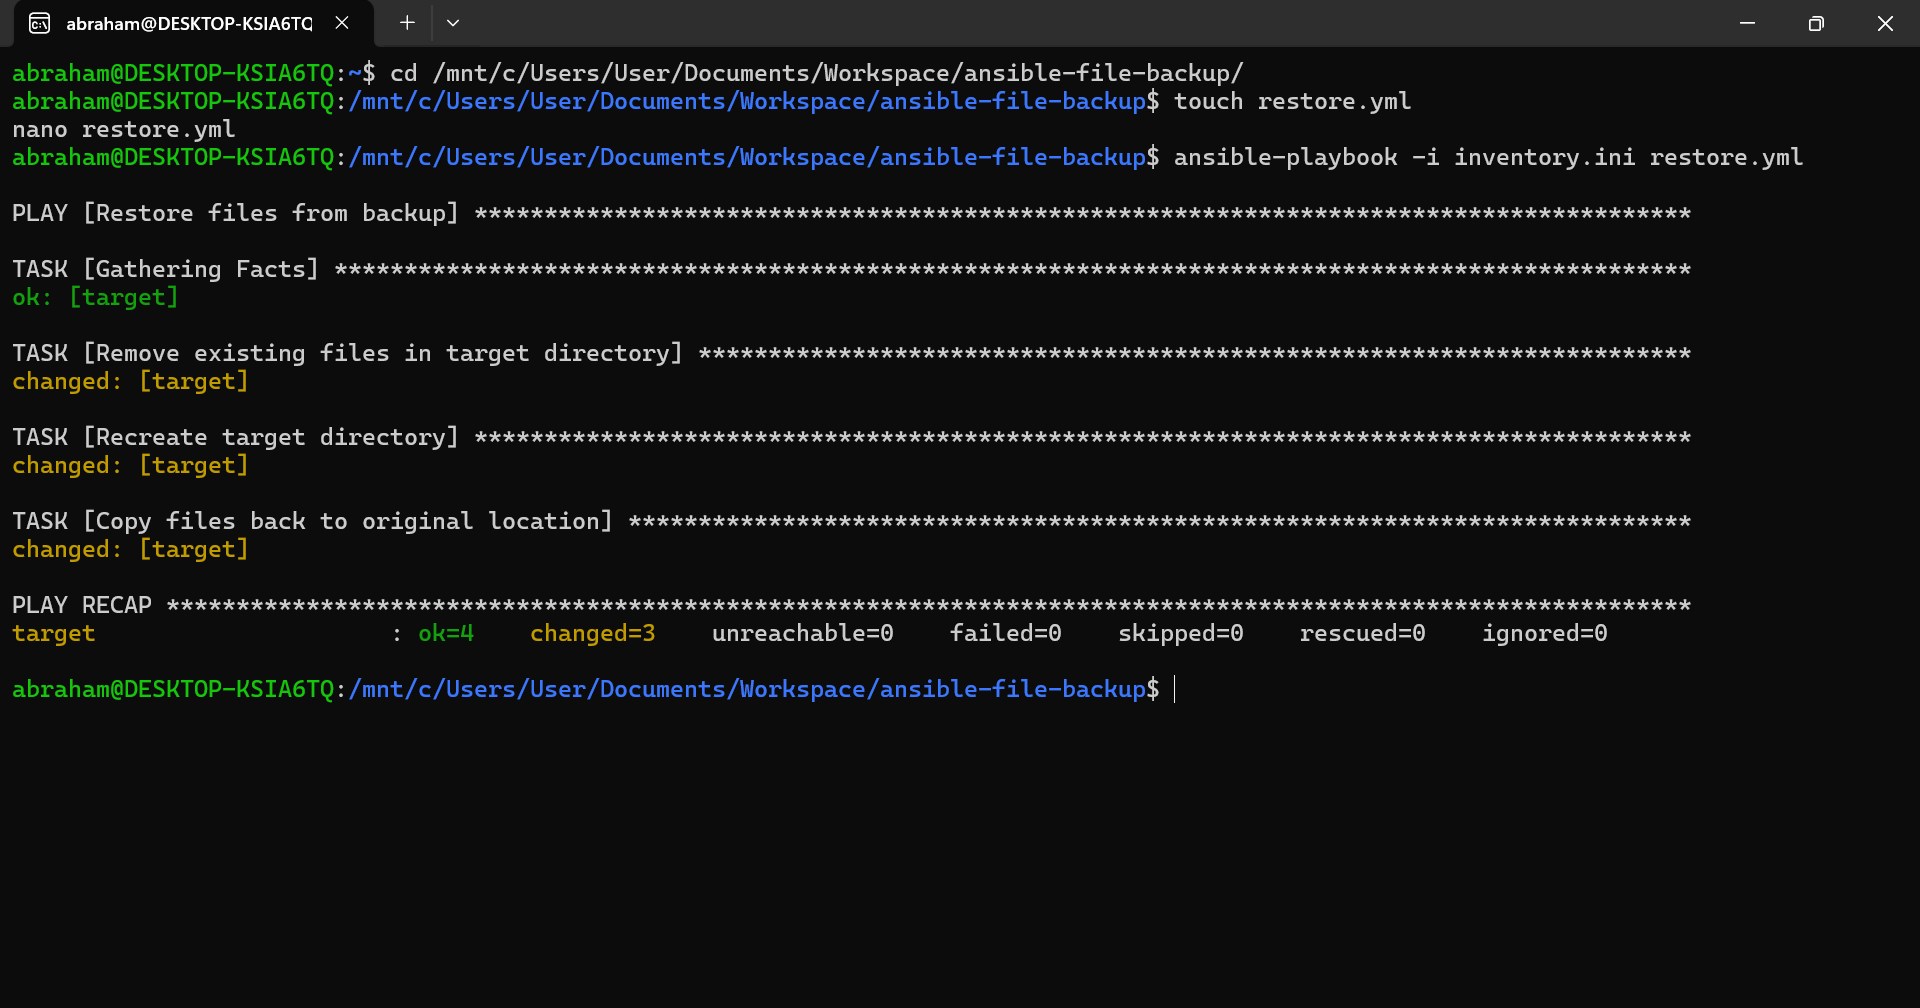 abraham@DESKTOP-KSIA6TQ
abraham@DESKTOP-KSIA6TQ:~$ cd /mnt/c/Users/User/Documents/Workspace/ansible-file-backup/
abraham@DESKTOP-KSIA6TQ:/mnt/c/Users/User/Documents/Workspace/ansible-file-backup$ touch restore.yml
nano restore.yml
abraham@DESKTOP-KSIA6TQ:/mnt/c/Users/User/Documents/Workspace/ansible-file-backup$ ansible-playbook -i inventory.ini restore.yml
PLAY [Restore files from backup] ***************************************************************************************
TASK [Gathering Facts] *************************************************************************************************
ok: [target]
TASK [Remove existing files in target directory] ***********************************************************************
changed: [target]
TASK [Recreate target directory] ***************************************************************************************
changed: [target]
TASK [Copy files back to original location] ****************************************************************************
changed: [target]
PLAY RECAP *************************************************************************************************************
target                     : ok=4    changed=3    unreachable=0    failed=0    skipped=0    rescued=0    ignored=0
abraham@DESKTOP-KSIA6TQ:/mnt/c/Users/User/Documents/Workspace/ansible-file-backup$